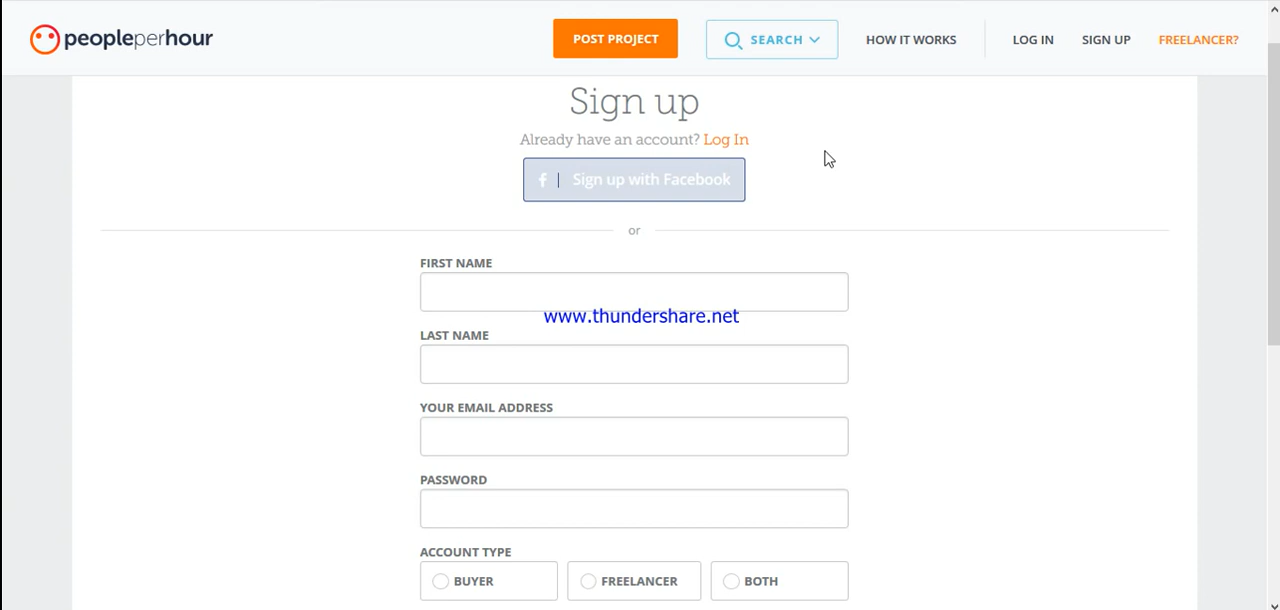 peopleperhour
POST PROJECT
SEARCH
HOW IT WORKS
LOG IN
SIGN UP
FREELANCER?
Sign up
Already have an account? Log In
f | Sign up with Facebook
or
FIRST NAME
www.thundershare.net
LAST NAME
YOUR EMAIL ADDRESS
PASSWORD
ACCOUNT TYPE
BUYER
FREELANCER
BOTH